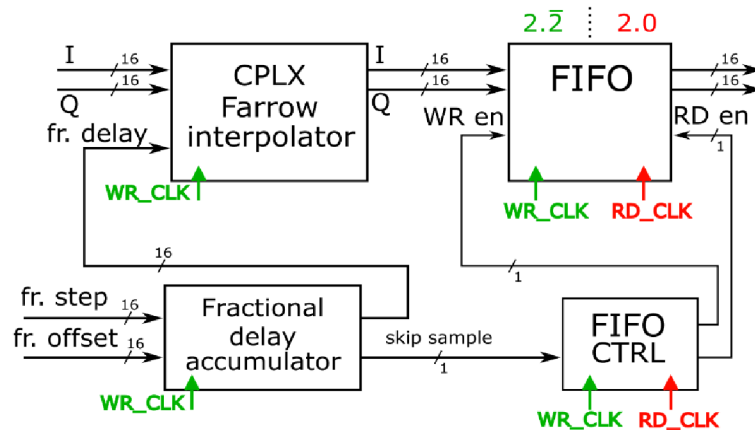 2.2̅ 2.0
I 16 CPLX Farrow interpolator I 16 FIFO 16
Q 16 Q 16 16
fr. delay WR en RD en
1
WR_CLK WR_CLK RD_CLK
16 1
fr. step 16 Fractional delay accumulator FIFO CTRL
fr. offset 16 skip sample 1
WR_CLK WR_CLK RD_CLK